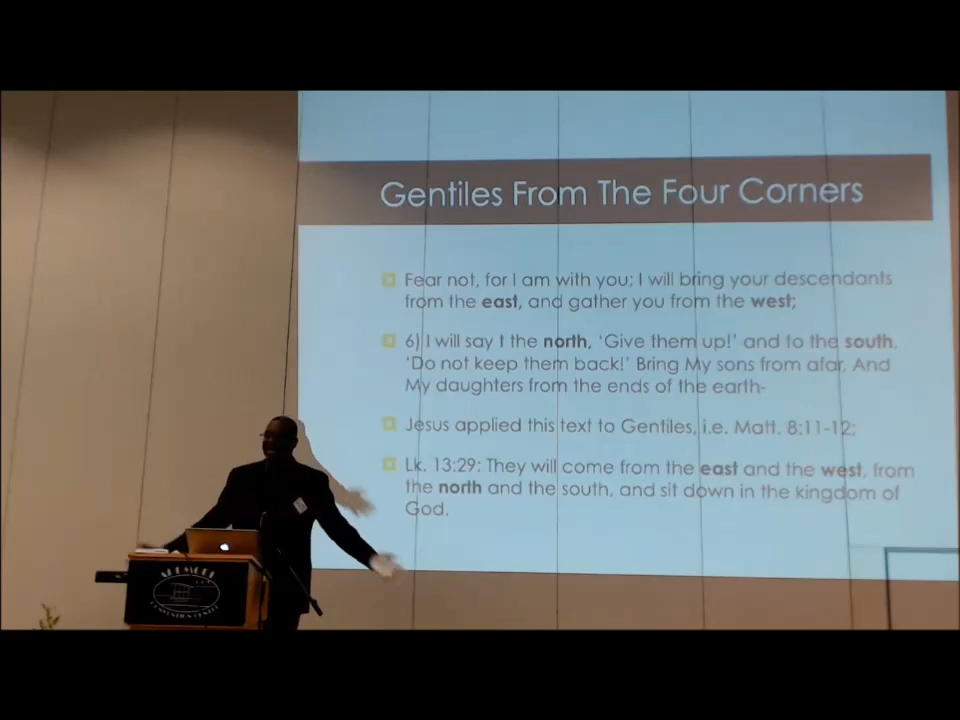 Gentiles From The Four Corners
Fear not, for I am with you; I will bring your descendants
from the east, and gather you from the west;
6) I will say t the north, ‘Give them up!’ and to the south,
‘Do not keep them back!’ Bring My sons from afar, And
My daughters from the ends of the earth-
Jesus applied this text to Gentiles, i.e. Matt. 8:11-12;
Lk. 13:29: They will come from the east and the west, from
the north and the south, and sit down in the kingdom of
God.
ARDMORE
CONVENTION CENTER